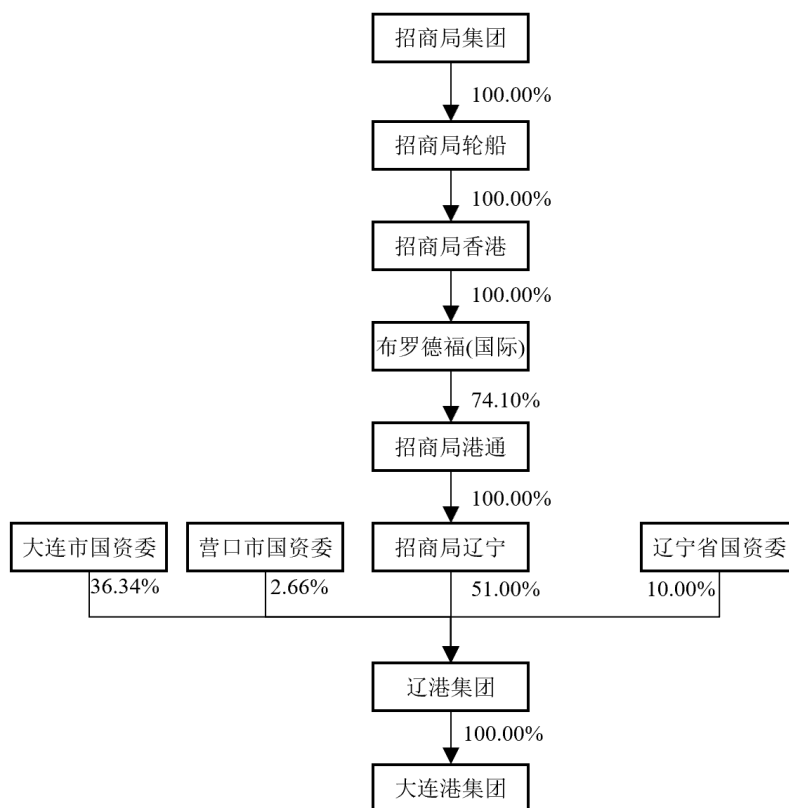 招商局集团
100.00%
招商局轮船
100.00%
招商局香港
100.00%
布罗德福(国际)
74.10%
招商局港通
100.00%
大连市国资委
营口市国资委
招商局辽宁
辽宁省国资委
36.34%
2.66%
51.00%
10.00%
辽港集团
100.00%
大连港集团